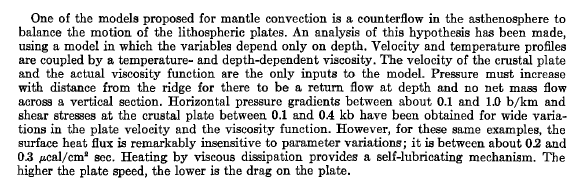 One of the models proposed for mantle convection is a counterflow in the asthenosphere to
balance the motion of the lithospheric plates. An analysis of this hypothesis has been made,
using a model in which the variables depend only on depth. Velocity and temperature profiles
are coupled by a temperature- and depth-dependent viscosity. The velocity of the crustal plate
and the actual viscosity function are the only inputs to the model. Pressure must increase
with distance from the ridge for there to be a return flow at depth and no net mass flow
across a vertical section. Horizontal pressure gradients between about 0.1 and 1.0 b/km and
shear stresses at the crustal plate between 0.1 and 0.4 kb have been obtained for wide varia-
tions in the plate velocity and the viscosity function. However, for these same examples, the
surface heat flux is remarkably insensitive to parameter variations; it is between about 0.2 and
0.3 μcal/cm² sec. Heating by viscous dissipation provides a self-lubricating mechanism. The
higher the plate speed, the lower is the drag on the plate.